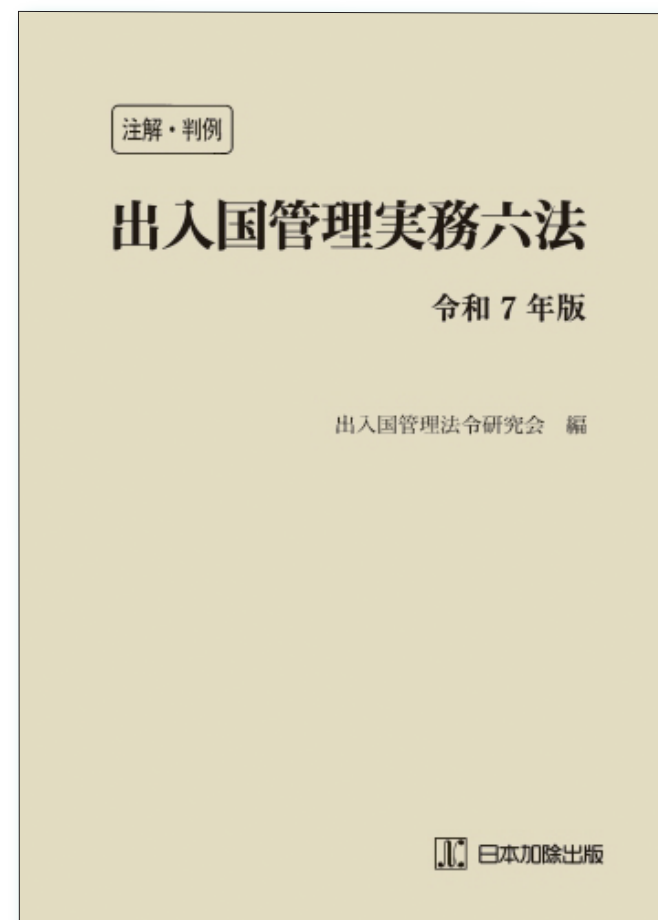 注解・判例
出入国管理実務六法
令和7年版
出入国管理法令研究会 編
日本加除出版